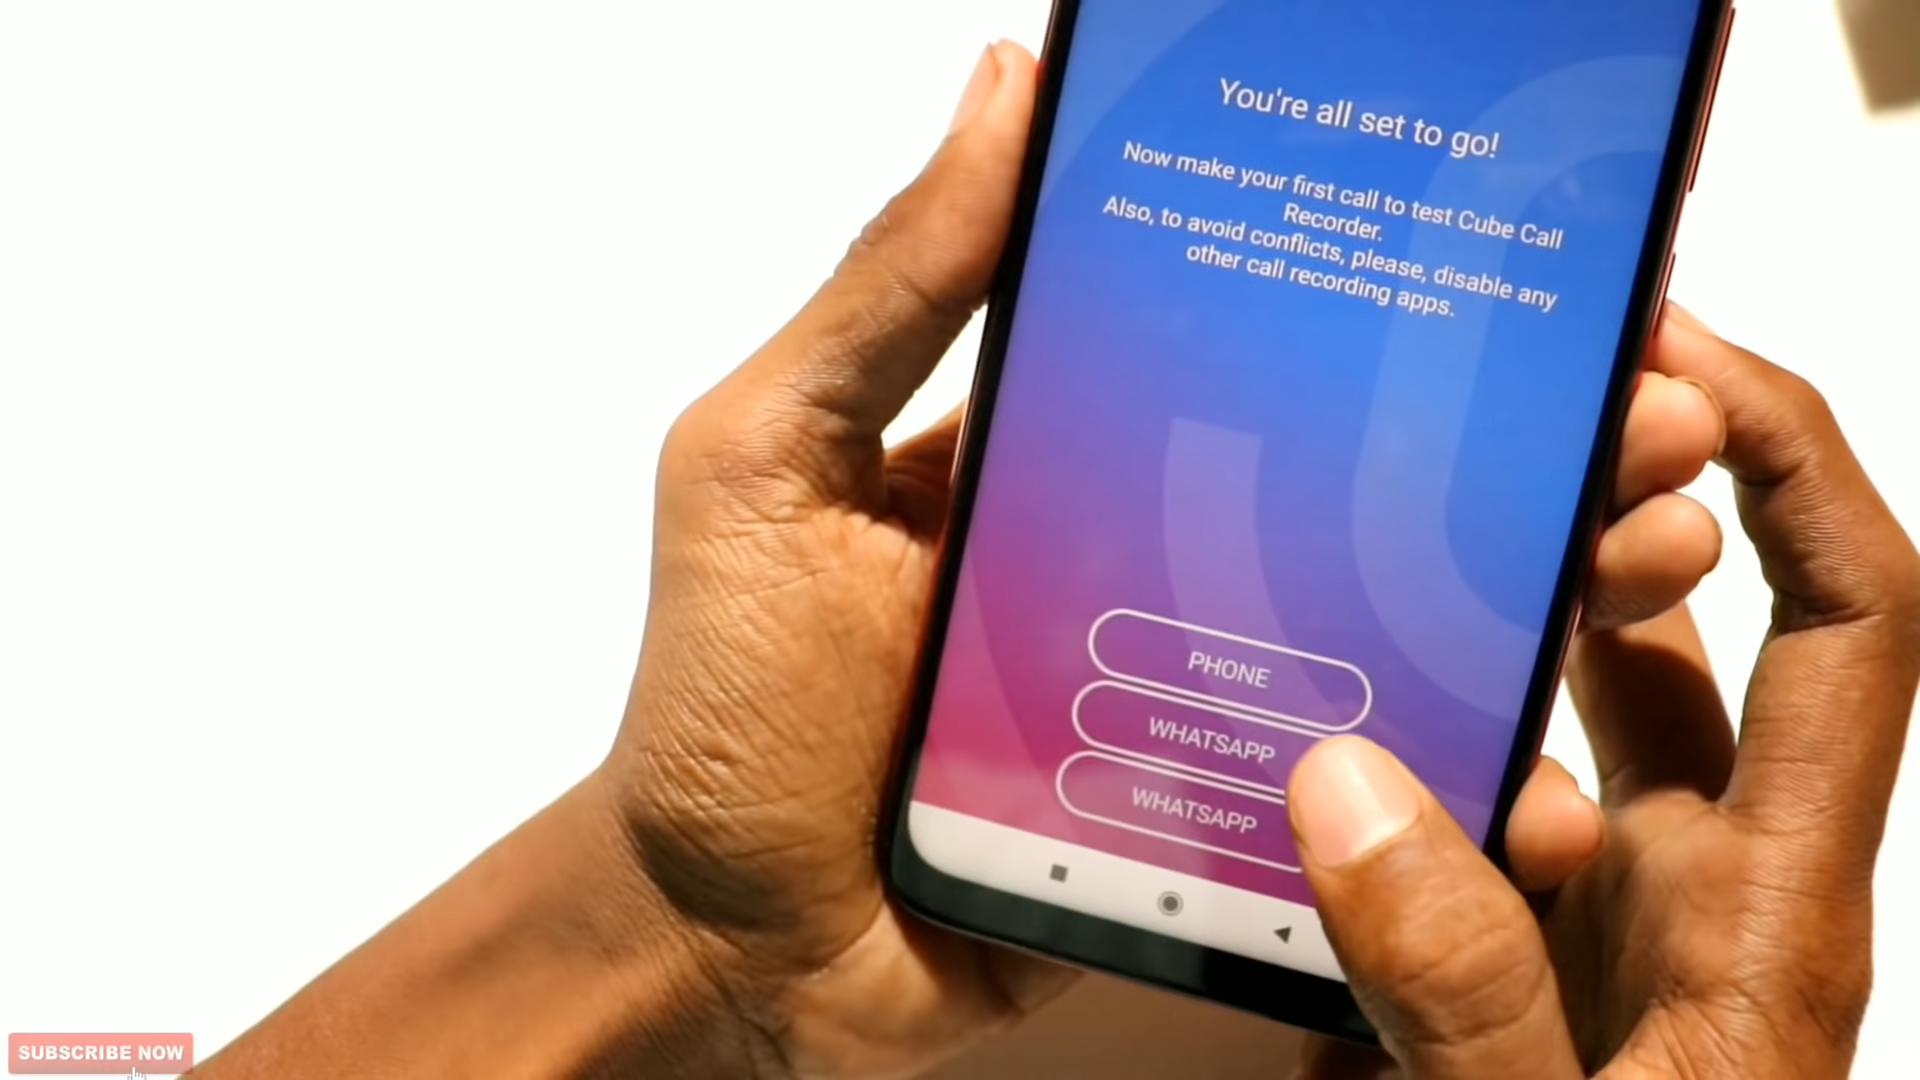 You're all set to go!
Now make your first call to test Cube Call
Recorder.
Also, to avoid conflicts, please, disable any
other call recording apps.
PHONE
WHATSAPP
WHATSAPP
SUBSCRIBE NOW